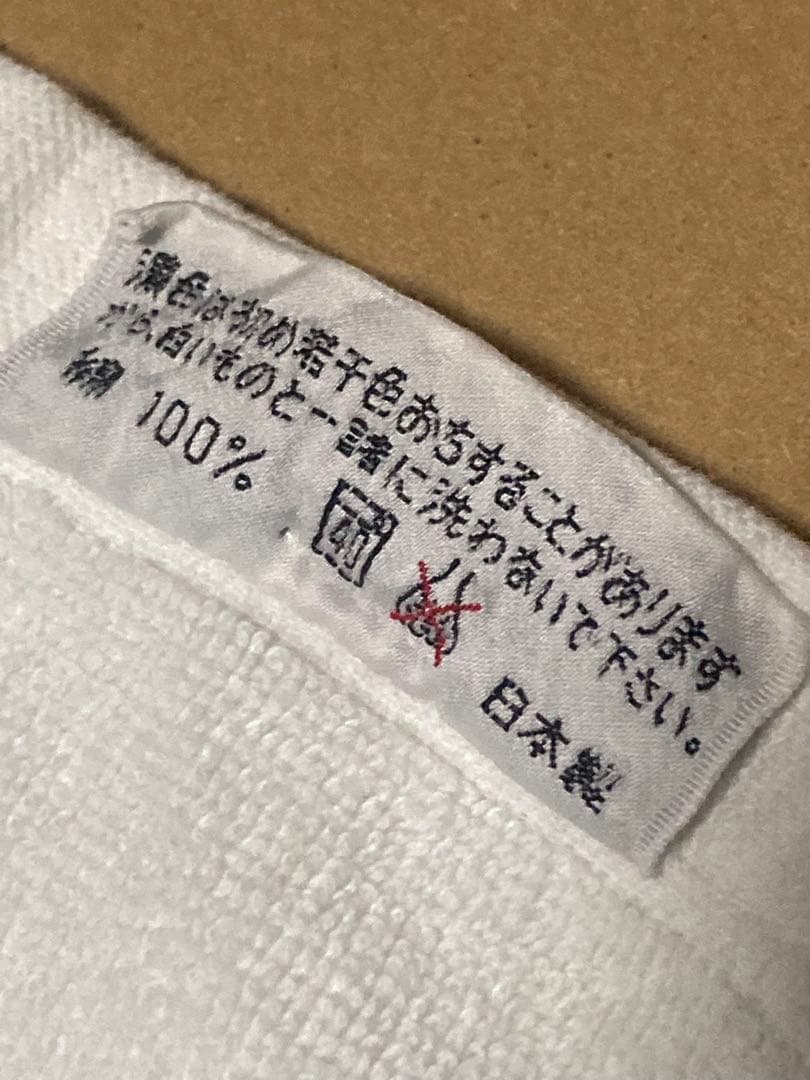 濃色は初め若干色おちすることがあります
から、白いものと一諸に洗わないで下さい。
綿 100%
40
日本製